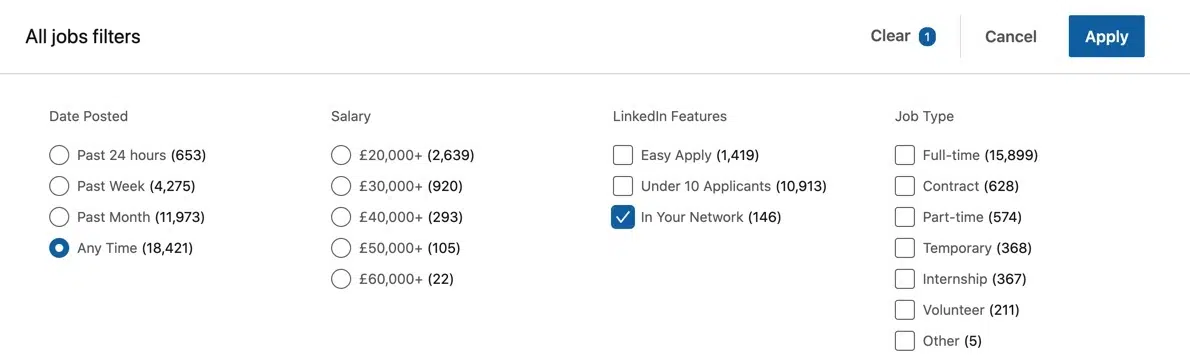 All jobs filters
Clear 1
Cancel
Apply
Date Posted
Past 24 hours (653)
Past Week (4,275)
Past Month (11,973)
Any Time (18,421)
Salary
£20,000+ (2,639)
£30,000+ (920)
£40,000+ (293)
£50,000+ (105)
£60,000+ (22)
LinkedIn Features
Easy Apply (1,419)
Under 10 Applicants (10,913)
In Your Network (146)
Job Type
Full-time (15,899)
Contract (628)
Part-time (574)
Temporary (368)
Internship (367)
Volunteer (211)
Other (5)